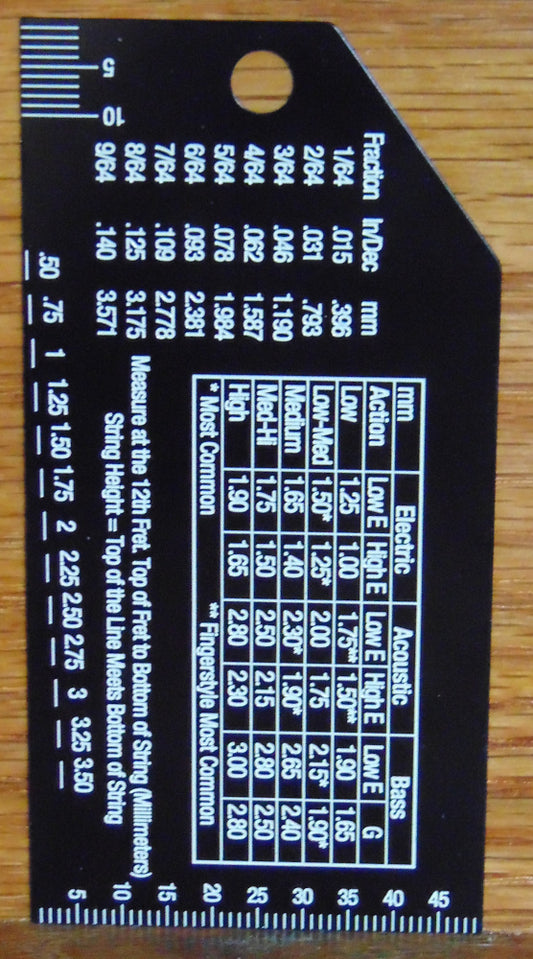 Fraction In/Dec mm
1/64 .015 .396
2/64 .031 .793
3/64 .046 1.190
4/64 .062 1.587
5/64 .078 1.984
6/64 .093 2.381
7/64 .109 2.778
8/64 .125 3.175
9/64 .140 3.571
mm Electric Acoustic Bass
Action Low E High E Low E High E Low E G
Low 1.25 1.00 1.75** 1.50** 1.90 1.65
Low-Med 1.50* 1.25* 2.00 1.75 2.15* 1.90*
Medium 1.65 1.40 2.30* 1.90* 2.65 2.40
Med-Hi 1.75 1.50 2.50 2.15 2.80 2.50
High 1.90 1.65 2.80 2.30 3.00 2.80
* Most Common ** Fingerstyle Most Common
Measure at the 12th Fret. Top of Fret to Bottom of String (Millimeters)
String Height = Top of the Line Meets Bottom of String
.50 .75 1 1.25 1.50 1.75 2 2.25 2.50 2.75 3 3.25 3.50
5 10
5 10 15 20 25 30 35 40 45